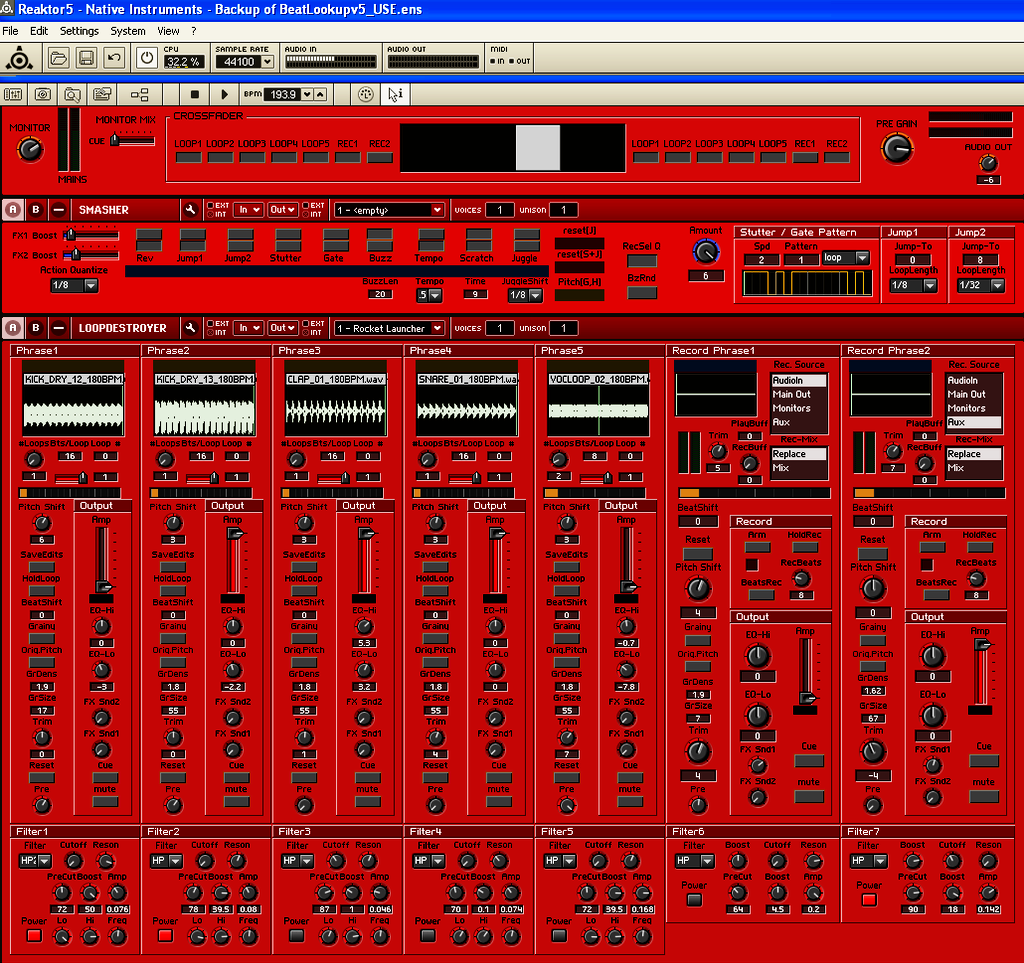 Reaktor5 - Native Instruments - Backup of BeatLookupv5_USE.ens
File Edit Settings System View ?
CPU 32.2 % SAMPLE RATE 44100 AUDIO IN AUDIO OUT MIDI IN OUT
BPM 193.9
MONITOR MONITOR MIX CUE MAINS
CROSSFADER
LOOP1 LOOP2 LOOP3 LOOP4 LOOP5 REC1 REC2
LOOP1 LOOP2 LOOP3 LOOP4 LOOP5 REC1 REC2
PRE GAIN AUDIO OUT -6
A B SMASHER EXT INT In Out EXT INT 1 - <empty> VOICES 1 UNISON 1
FX1 Boost
FX2 Boost
Action Quantize
1/8
Rev Jump1 Jump2 Stutter Gate Buzz Tempo Scratch Juggle
BuzzLen 20 Tempo .5 Time 9 JuggleShift 1/8
reset(J)
reset(S+J)
Pitch(G,H)
RecSel O
BzRnd
Amount 6
Stutter / Gate Pattern
Spd 2 Pattern 1 loop
Jump1
Jump-To 0
LoopLength 1/8
Jump2
Jump-To 8
LoopLength 1/32
A B LOOPDESTROYER EXT INT In Out EXT INT 1 - Rocket Launcher VOICES 1 UNISON 1
Phrase1
KICK_DRY_12_180BPM
#Loops Bts/Loop Loop #
16 0
1 1
Pitch Shift 6
SaveEdits
HoldLoop
BeatShift 0
Grainy
Orig.Pitch
GrDens 1.9
GrSize 17
Trim 0
Reset
Pre
Output
Amp
EQ-Hi 0
EQ-Lo -3
FX Snd2
FX Snd1
Cue
mute
Phrase2
KICK_DRY_13_180BPM
#Loops Bts/Loop Loop #
16 0
1 1
Pitch Shift 3
SaveEdits
HoldLoop
BeatShift 0
Grainy
Orig.Pitch
GrDens 1.8
GrSize 55
Trim 0
Reset
Pre
Output
Amp
EQ-Hi 0
EQ-Lo -2.2
FX Snd2
FX Snd1
Cue
mute
Phrase3
CLAP_01_180BPM.wav
#Loops Bts/Loop Loop #
16 0
1 1
Pitch Shift 3
SaveEdits
HoldLoop
BeatShift 0
Grainy
Orig.Pitch
GrDens 1.8
GrSize 55
Trim 1
Reset
Pre
Output
Amp
EQ-Hi 5.3
EQ-Lo 3.2
FX Snd2
FX Snd1
Cue
mute
Phrase4
SNARE_01_180BPM.wa
#Loops Bts/Loop Loop #
16 0
1 1
Pitch Shift 3
SaveEdits
HoldLoop
BeatShift 0
Grainy
Orig.Pitch
GrDens 1.8
GrSize 55
Trim 4
Reset
Pre
Output
Amp
EQ-Hi 0
EQ-Lo 0
FX Snd2
FX Snd1
Cue
mute
Phrase5
VOCLOOP_02_180BPM.
#Loops Bts/Loop Loop #
8 0
2 1
Pitch Shift 3
SaveEdits
HoldLoop
BeatShift 0
Grainy
Orig.Pitch
GrDens 1.8
GrSize 55
Trim 7
Reset
Pre
Output
Amp
EQ-Hi -0.7
EQ-Lo -7.8
FX Snd2
FX Snd1
Cue
mute
Record Phrase1
Rec. Source
AudioIn
Main Out
Monitors
Aux
PlayBuff 0
Trim 5
RecBuff 0
Rec-Mix
Replace
Mix
BeatShift 0
Reset
Pitch Shift 4
Grainy
Orig.Pitch
GrDens 1.9
GrSize 7
Trim 4
Pre
Record
Arm HoldRec
RecBeats 8
BeatsRec
Output
EQ-Hi 0
Amp
EQ-Lo 0
FX Snd1
FX Snd2
Cue
mute
Record Phrase2
Rec. Source
AudioIn
Main Out
Monitors
Aux
PlayBuff 0
Trim 7
RecBuff 0
Rec-Mix
Replace
Mix
BeatShift 0
Reset
Pitch Shift 0
Grainy
Orig.Pitch
GrDens 1.62
GrSize 67
Trim -4
Pre
Record
Arm HoldRec
RecBeats 8
BeatsRec
Output
EQ-Hi 0
Amp
EQ-Lo 0
FX Snd1
FX Snd2
Cue
mute
Filter1
Filter Cutoff Reson
HP2
PreCut Boost Amp
72 50 0.076
Power Lo Hi Freq
Filter2
Filter Cutoff Reson
HP
PreCut Boost Amp
78 39.5 0.08
Power Lo Hi Freq
Filter3
Filter Cutoff Reson
HP
PreCut Boost Amp
87 1 0.046
Power Lo Hi Freq
Filter4
Filter Cutoff Reson
HP
PreCut Boost Amp
70 0.1 0.074
Power Lo Hi Freq
Filter5
Filter Cutoff Reson
HP
PreCut Boost Amp
72 39.5 0.168
Power Lo Hi Freq
Filter6
Filter Boost Cutoff Reson
HP
Power PreCut Boost Amp
64 4.5 0.2
Filter7
Filter Boost Cutoff Reson
HP
Power PreCut Boost Amp
90 18 0.142